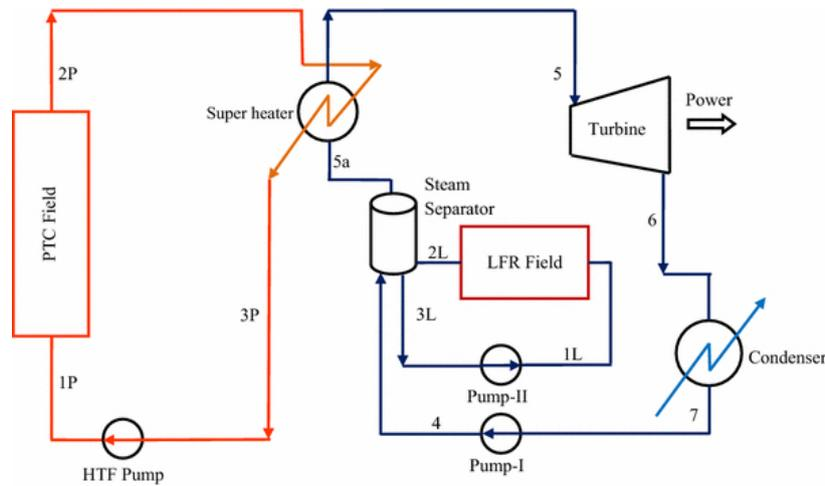 2P
5
Power
Super heater
Turbine
5a
Steam
Separator
PTC Field
6
2L
LFR Field
3P
3L
1L
Condenser
1P
Pump-II
4
7
HTF Pump
Pump-I